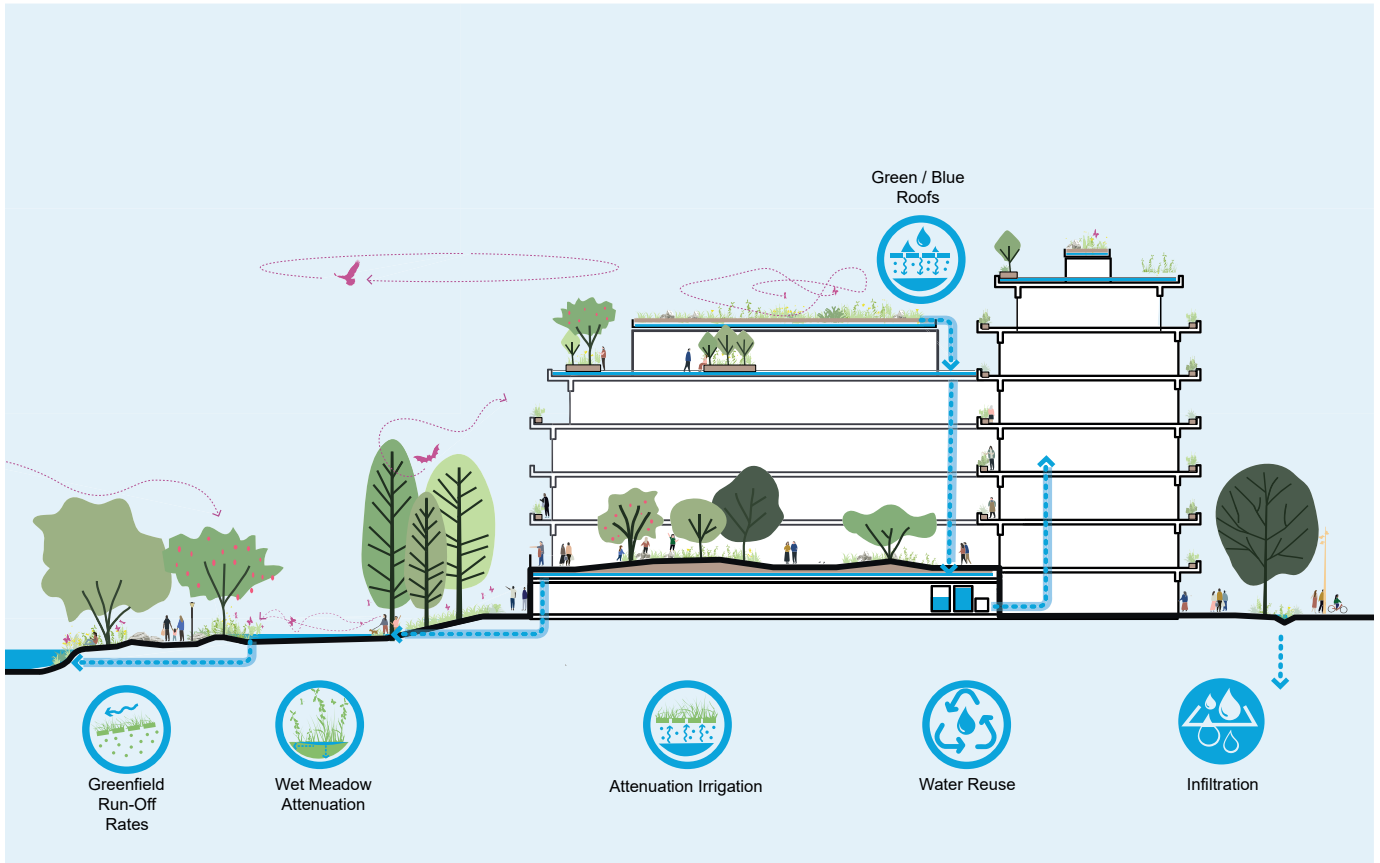 Green / Blue
Roofs
Greenfield
Run-Off
Rates
Wet Meadow
Attenuation
Attenuation Irrigation
Water Reuse
Infiltration